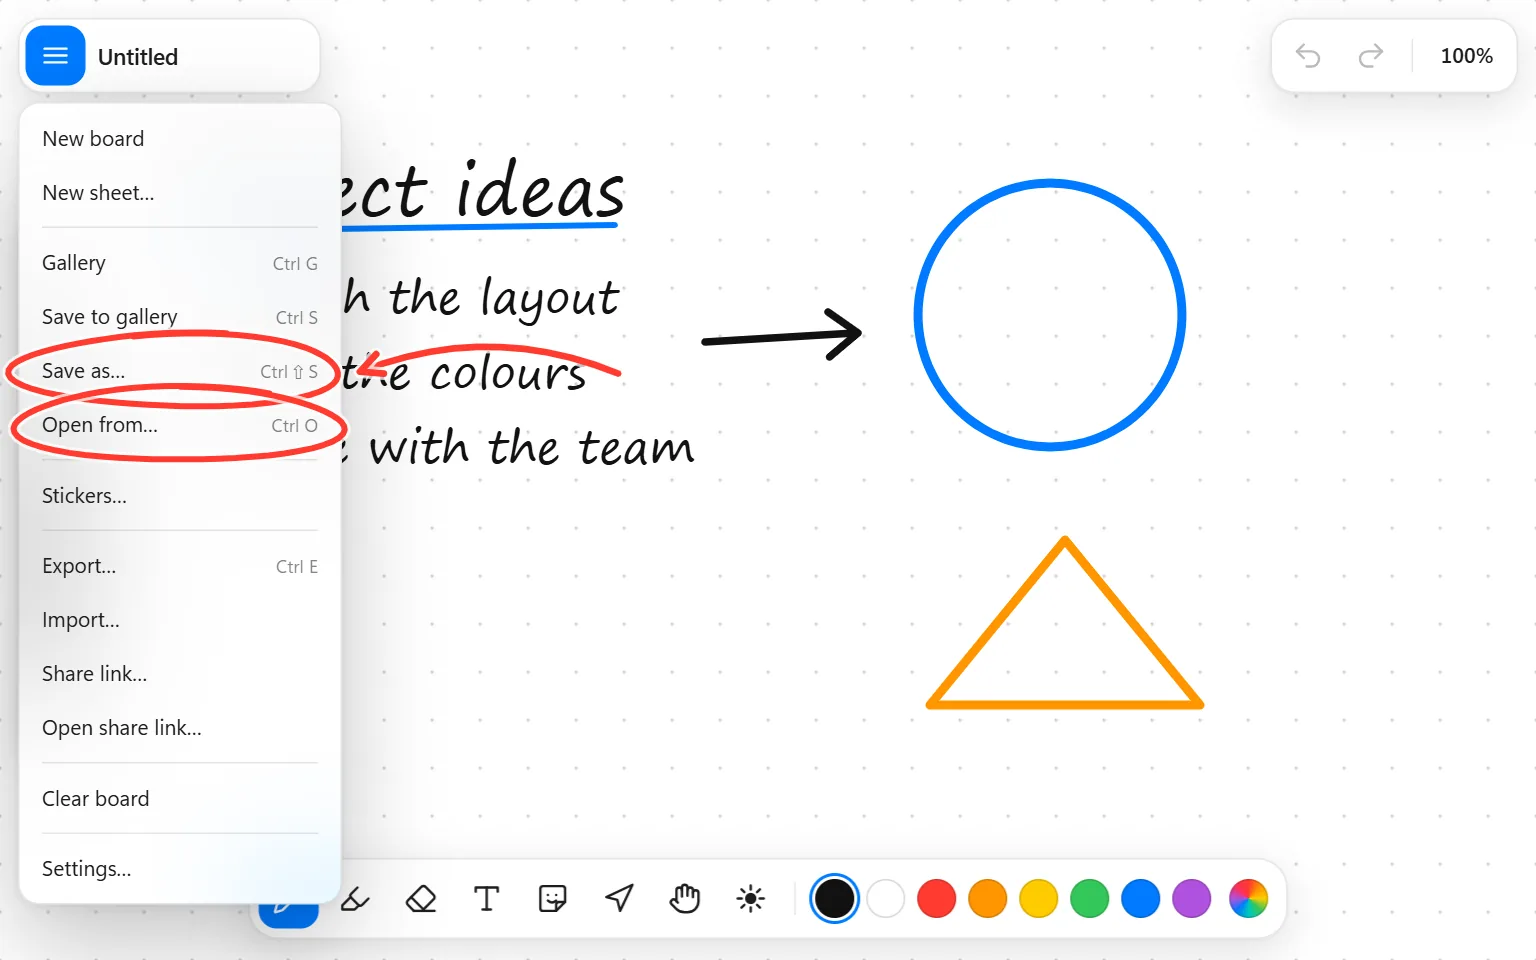 Untitled
100%
New board
New sheet...
Gallery Ctrl G
Save to gallery Ctrl S
Save as... Ctrl ⇧ S
Open from... Ctrl O
Stickers...
Export... Ctrl E
Import...
Share link...
Open share link...
Clear board
Settings...
ect ideas
h the layout
the colours
with the team